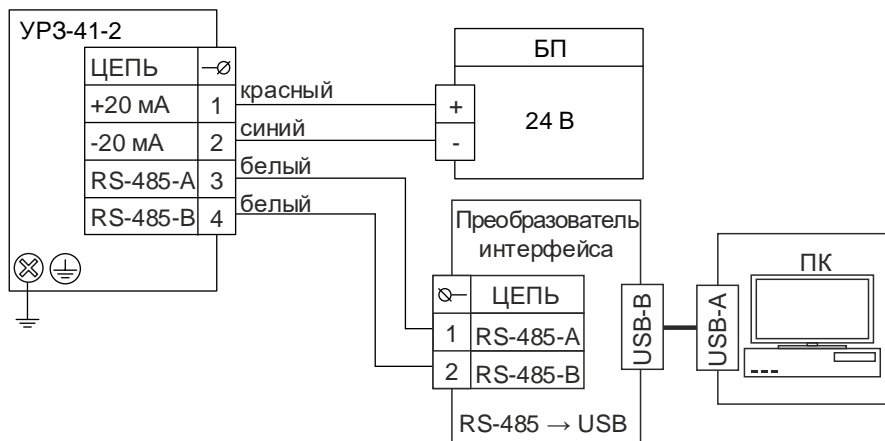 УРЗ-41-2
ЦЕПЬ
+20 мА 1 красный
-20 мА 2 синий
RS-485-А 3 белый
RS-485-В 4 белый
БП
+
24 В
-
Преобразователь
интерфейса
ЦЕПЬ
1 RS-485-А
2 RS-485-В
RS-485 → USB
USB-B
USB-A
ПК